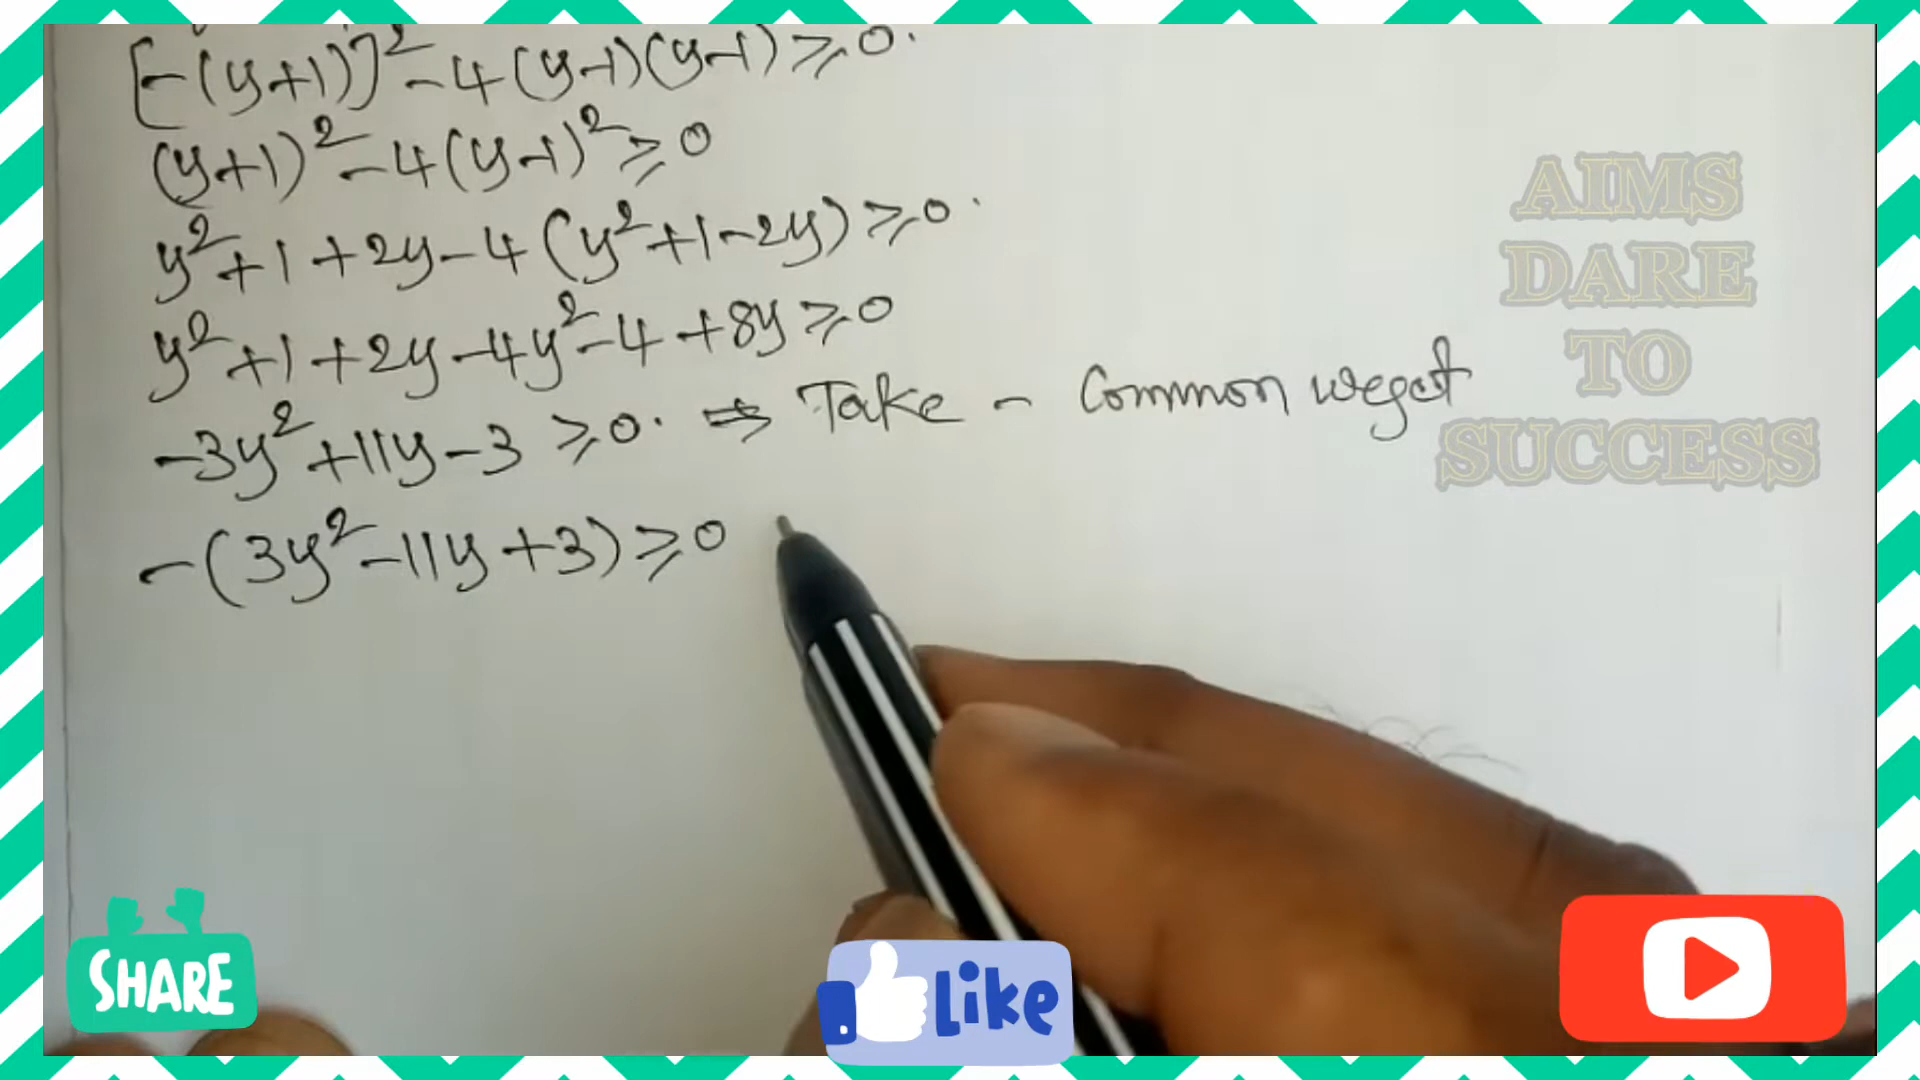 [-(y+1)]² - 4(y-1)(y-1) ≥ 0.
(y+1)² - 4(y-1)² ≥ 0
y² + 1 + 2y - 4(y² + 1 - 2y) ≥ 0.
y² + 1 + 2y - 4y² - 4 + 8y ≥ 0
-3y² + 11y - 3 ≥ 0. ⇒ Take - Common weget
-(3y² - 11y + 3) ≥ 0
AIMS
DARE
TO
SUCCESS
SHARE
Like